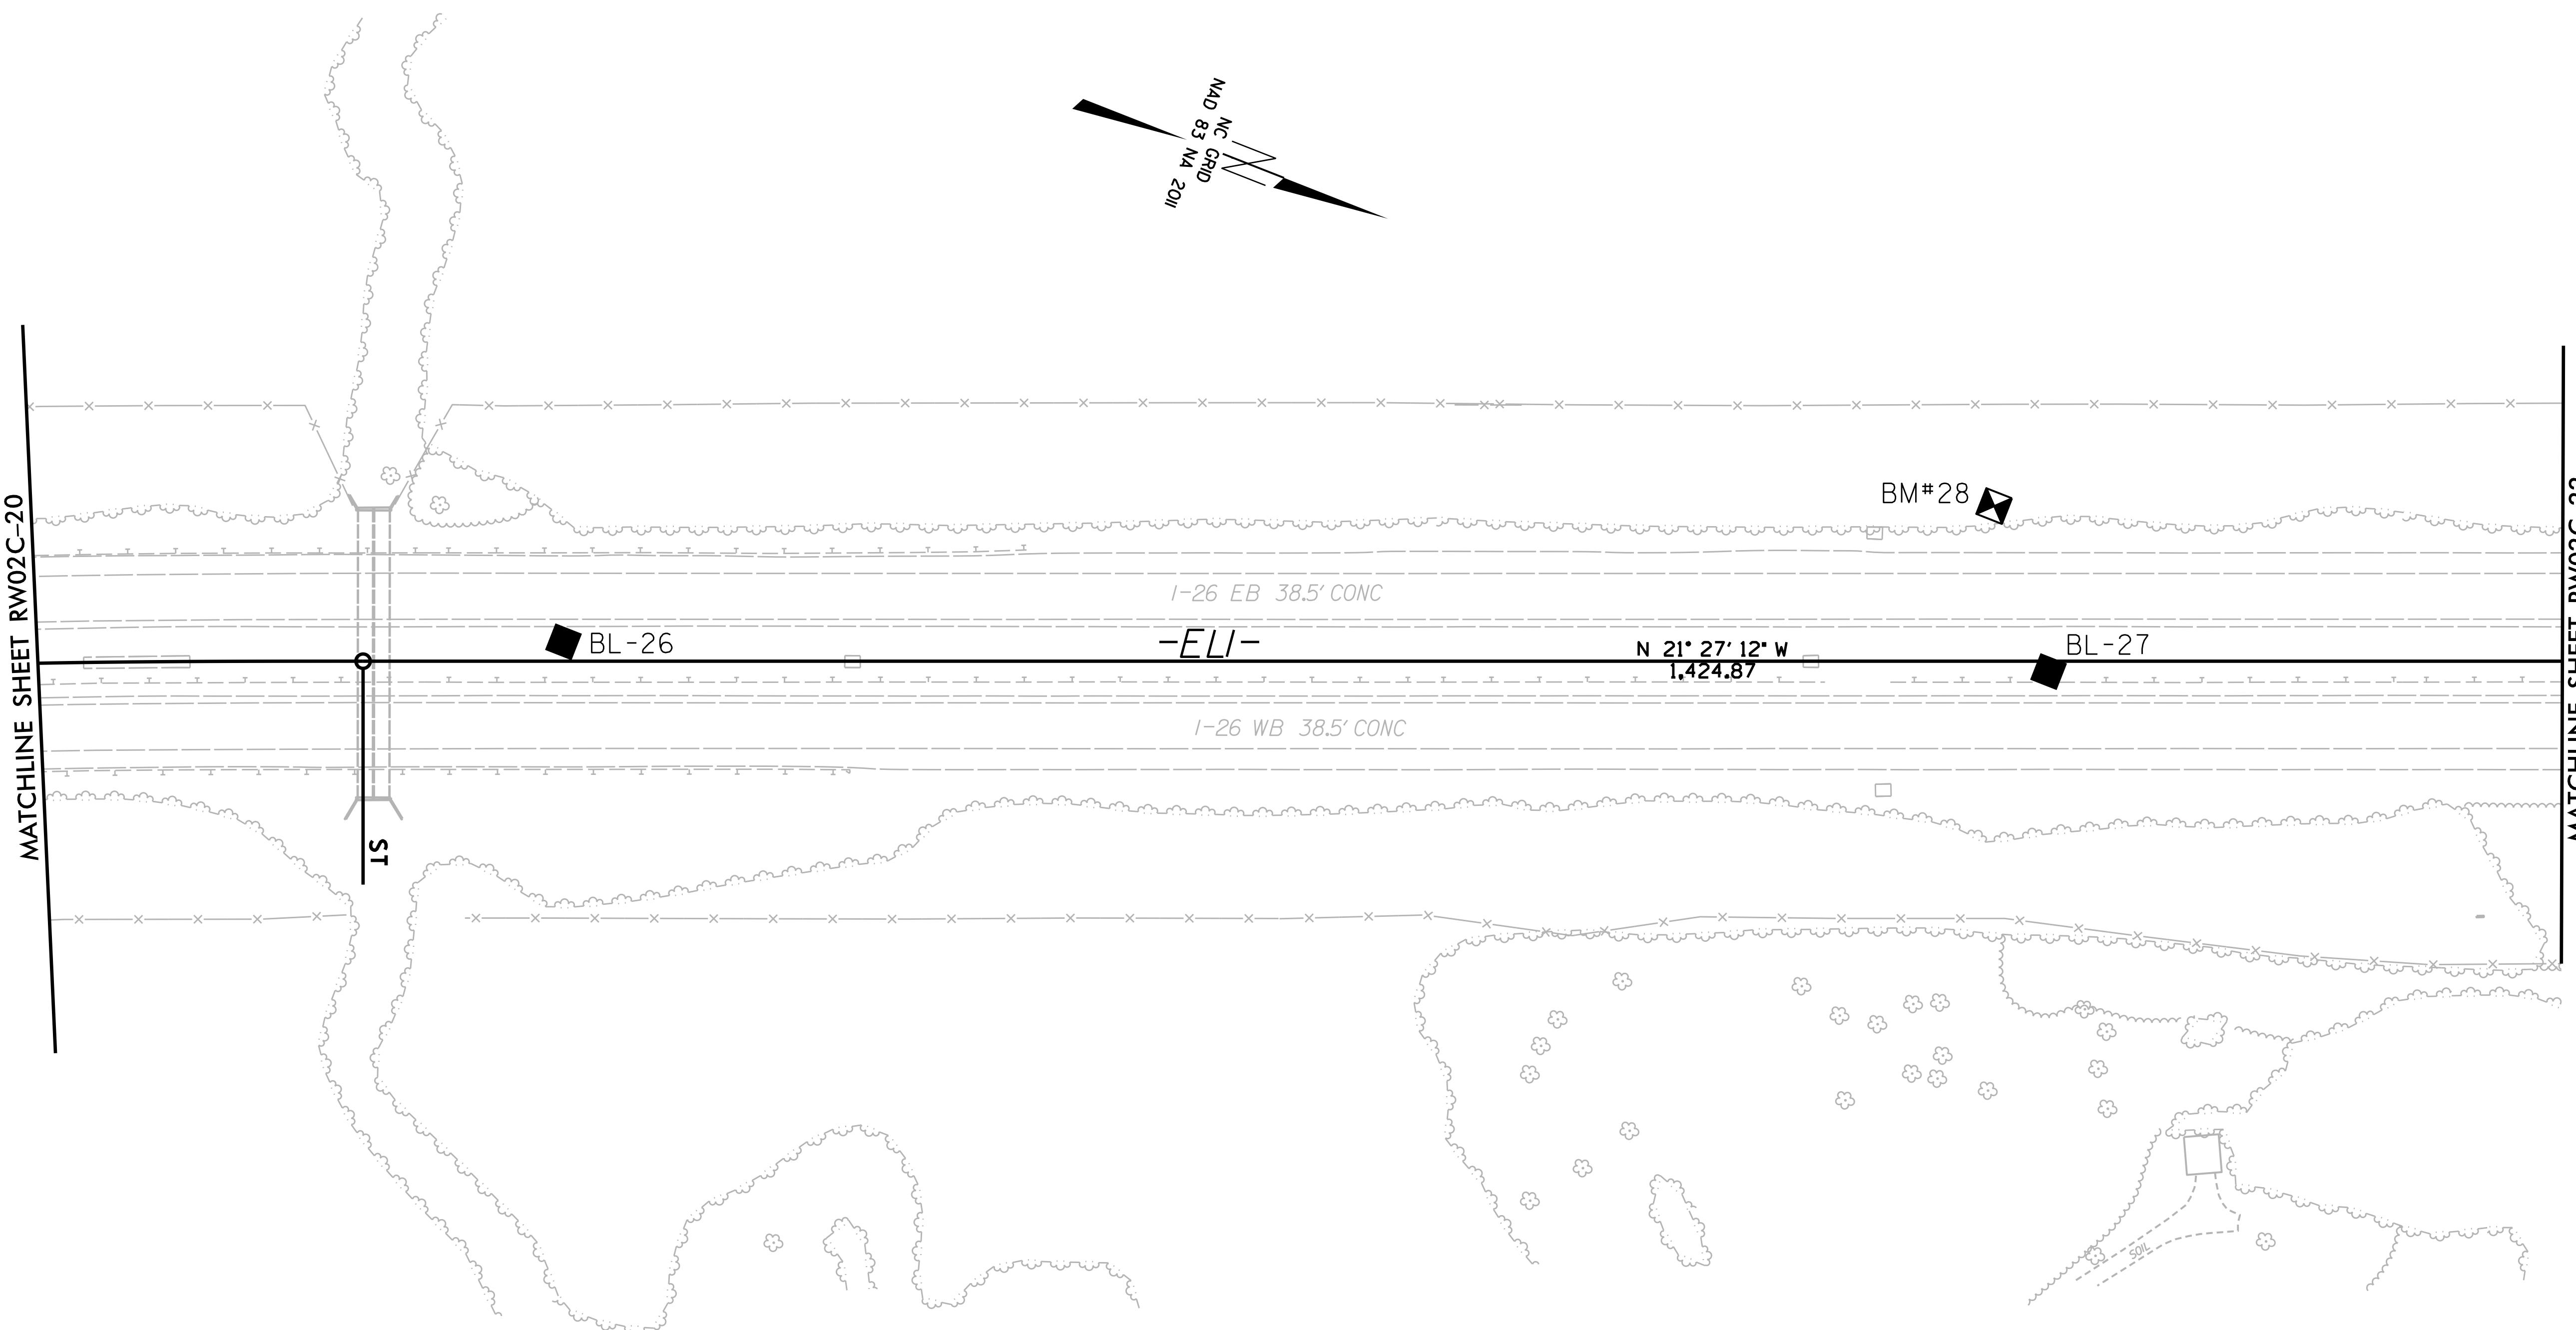 NC GRID
NAD 83 NA 2011
BM#28
MATCHLINE SHEET RW02C-20
I-26 EB 38.5' CONC
BL-26
-EL1-
N 21° 27' 12" W
1,424.87
BL-27
I-26 WB 38.5' CONC
ST
SOIL